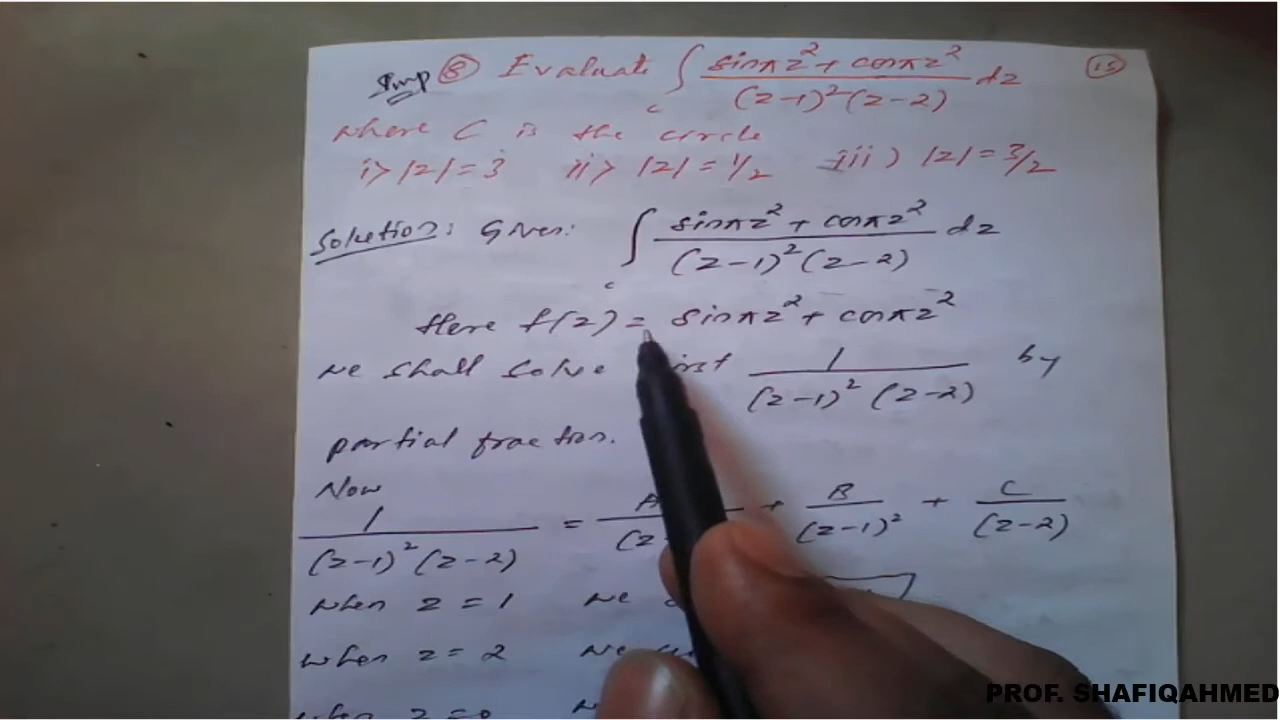 Imp ⑧ Evaluate ∫c (sinπz² + cosπz²)/((z-1)²(z-2)) dz ⑮
where C is the circle
i> |z| = 3 ii> |z| = 1/2 iii) |z| = 3/2
Solution: Given: ∫c (sinπz² + cosπz²)/((z-1)²(z-2)) dz
Here f(z) = sinπz² + cosπz²
we shall solve 1/((z-1)²(z-2)) by
partial fraction.
Now
1/((z-1)²(z-2)) = + B/(z-1)² + C/(z-2)
when z = 1 we
when z = 2 we
when z = 0
PROF. SHAFIQAHMED